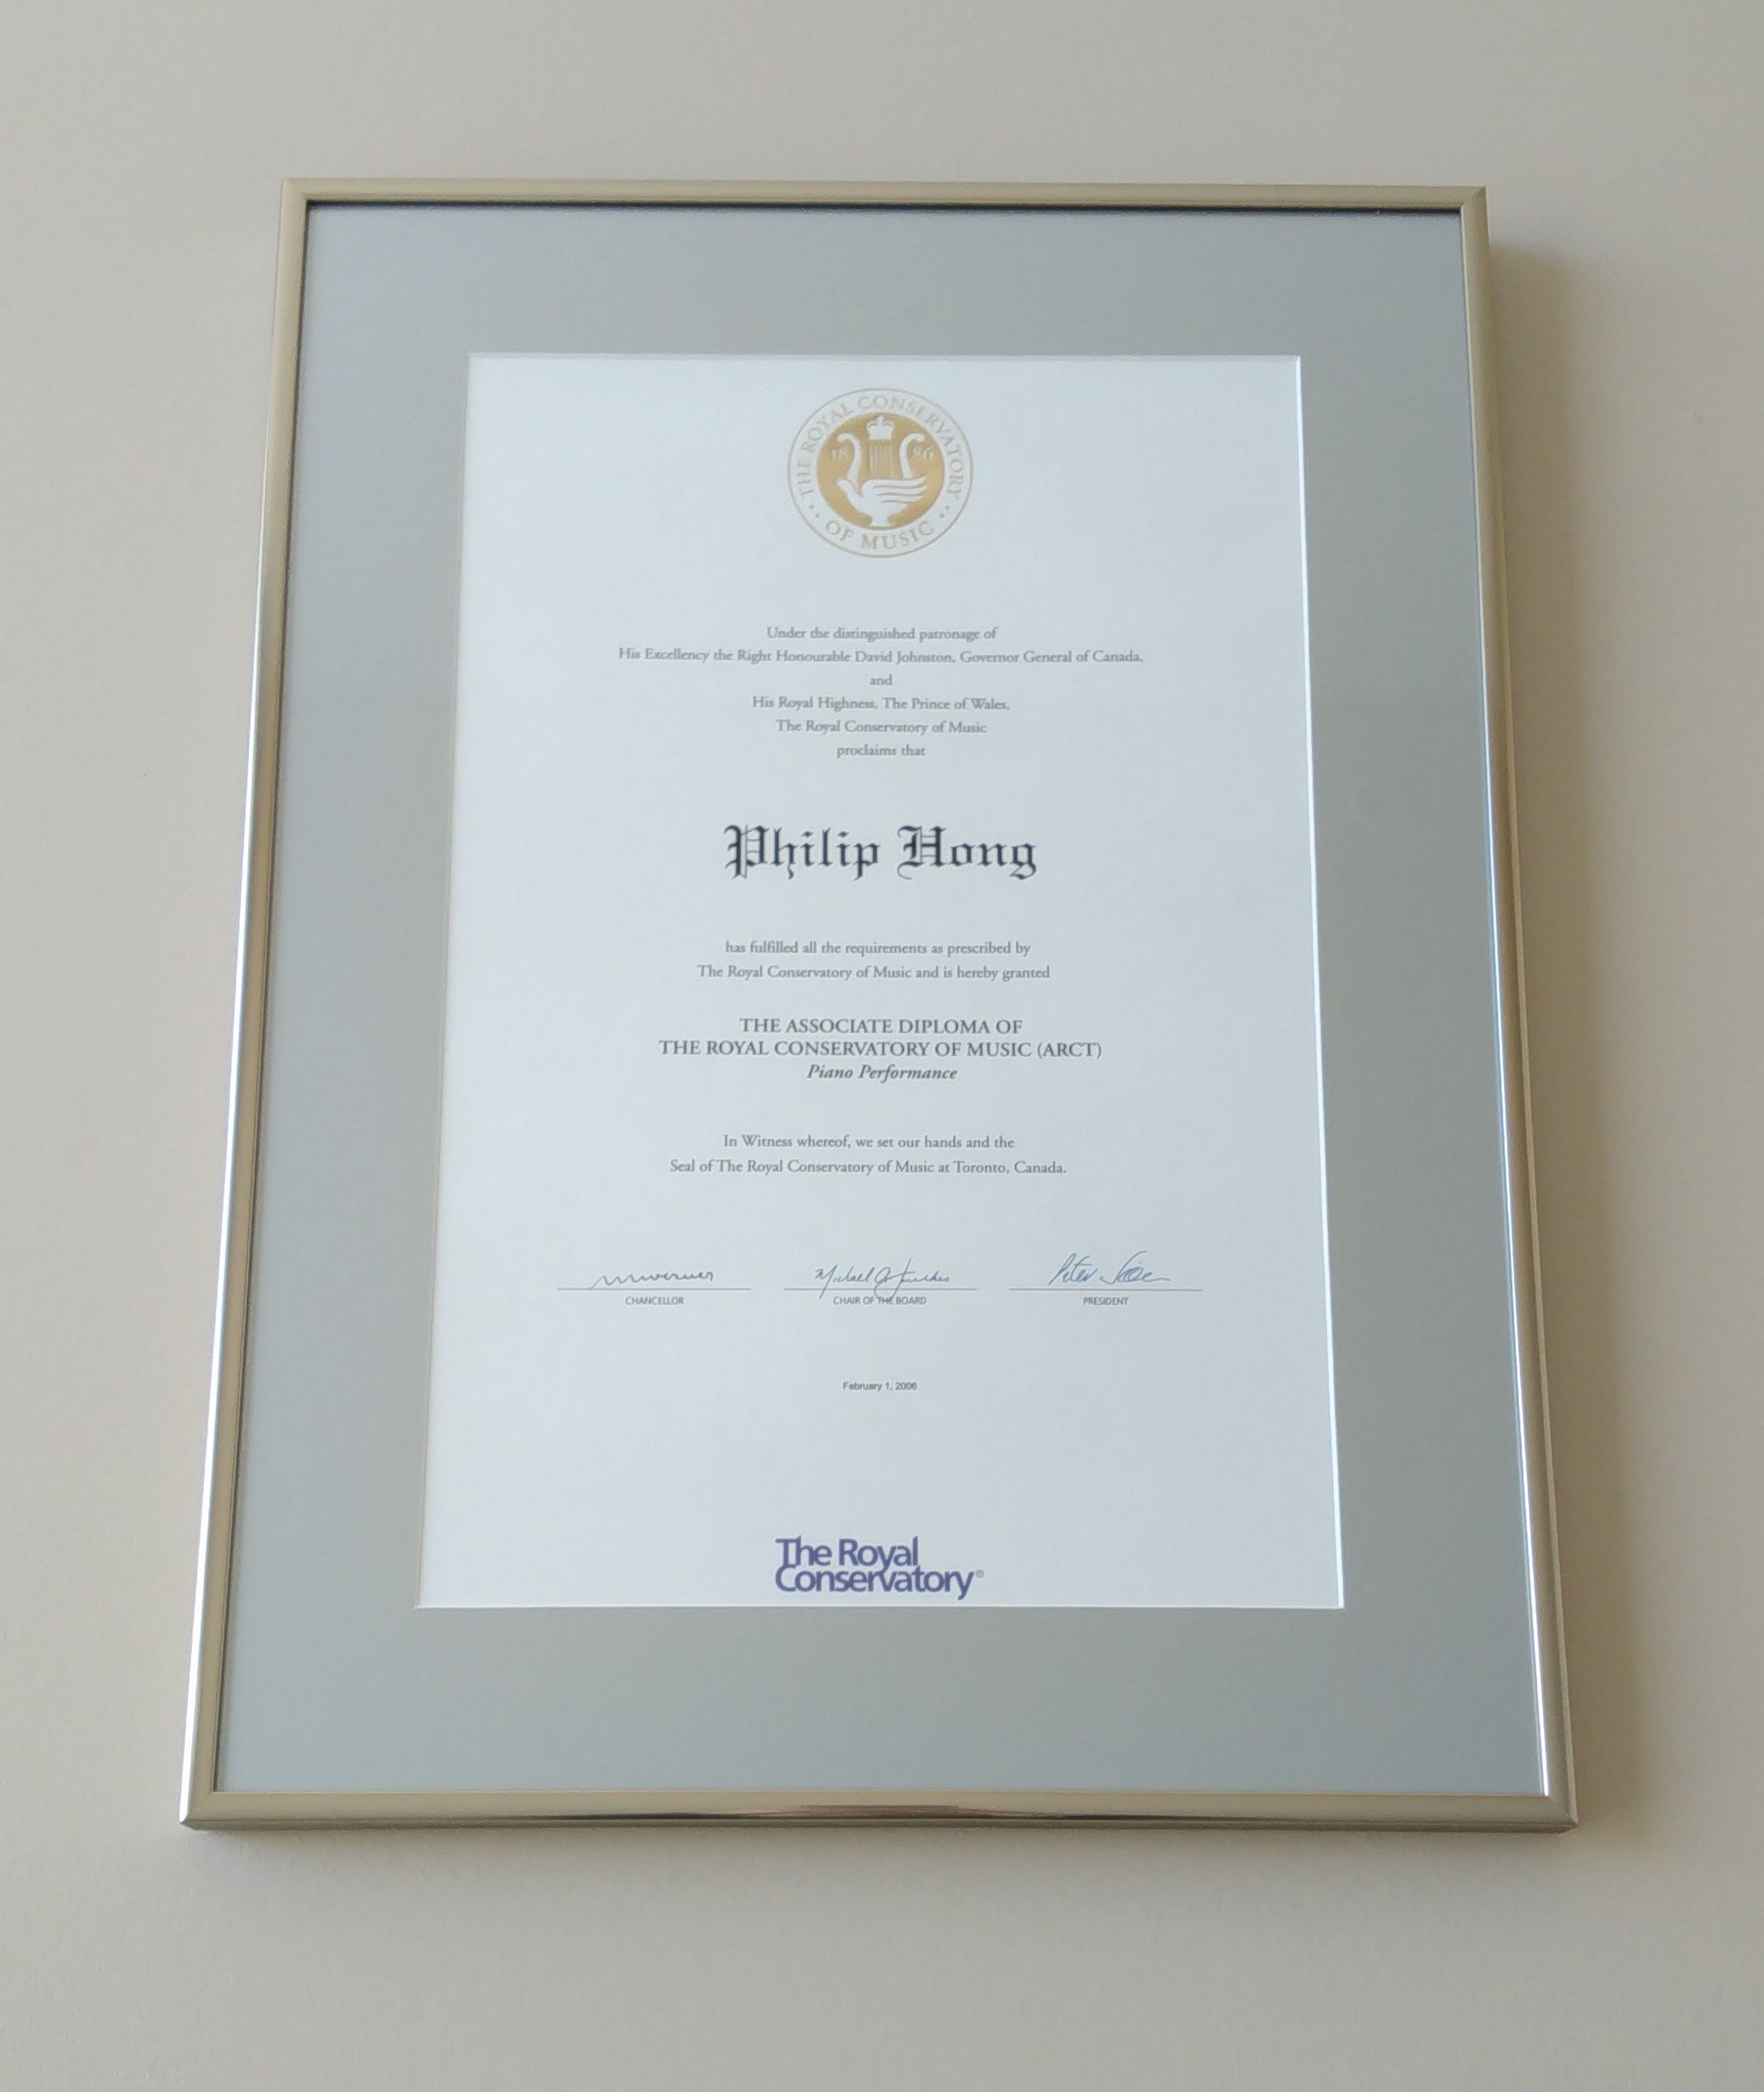 THE ROYAL CONSERVATORY
18 86
OF MUSIC
Under the distinguished patronage of
His Excellency the Right Honourable David Johnston, Governor General of Canada,
and
His Royal Highness, The Prince of Wales,
The Royal Conservatory of Music
proclaims that
Philip Hong
has fulfilled all the requirements as prescribed by
The Royal Conservatory of Music and is hereby granted
THE ASSOCIATE DIPLOMA OF
THE ROYAL CONSERVATORY OF MUSIC (ARCT)
Piano Performance
In Witness whereof, we set our hands and the
Seal of The Royal Conservatory of Music at Toronto, Canada.
Michael Peter
CHANCELLOR CHAIR OF THE BOARD PRESIDENT
February 1, 2006
The Royal
Conservatory®